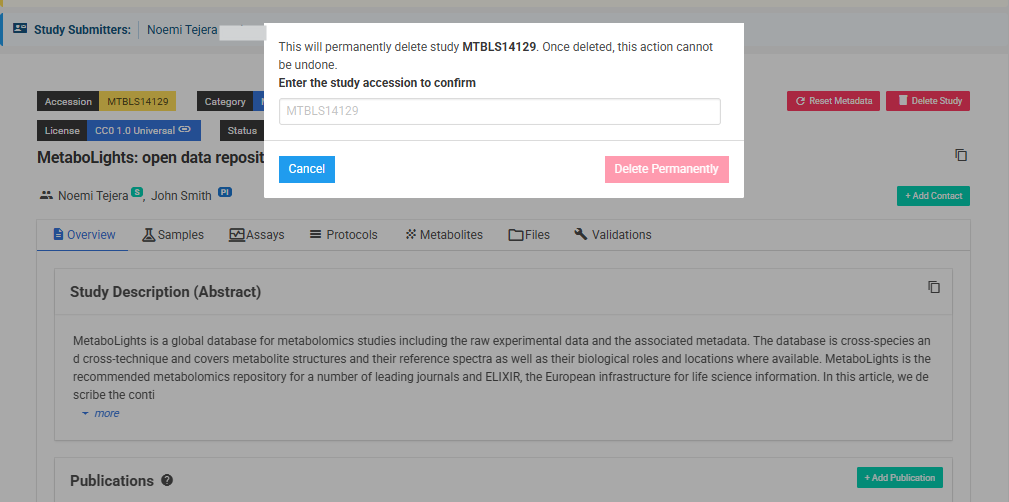 Study Submitters: Noemi Tejera
This will permanently delete study MTBLS14129. Once deleted, this action cannot
be undone.
Enter the study accession to confirm
MTBLS14129
Cancel Delete Permanently
Accession MTBLS14129 Category
Reset Metadata Delete Study
License CC0 1.0 Universal Status
MetaboLights: open data reposit
Noemi Tejera S, John Smith PI
+ Add Contact
Overview Samples Assays Protocols Metabolites Files Validations
Study Description (Abstract)
MetaboLights is a global database for metabolomics studies including the raw experimental data and the associated metadata. The database is cross-species an
d cross-technique and covers metabolite structures and their reference spectra as well as their biological roles and locations where available. MetaboLights is the
recommended metabolomics repository for a number of leading journals and ELIXIR, the European infrastructure for life science information. In this article, we de
scribe the conti
more
Publications ?
+ Add Publication